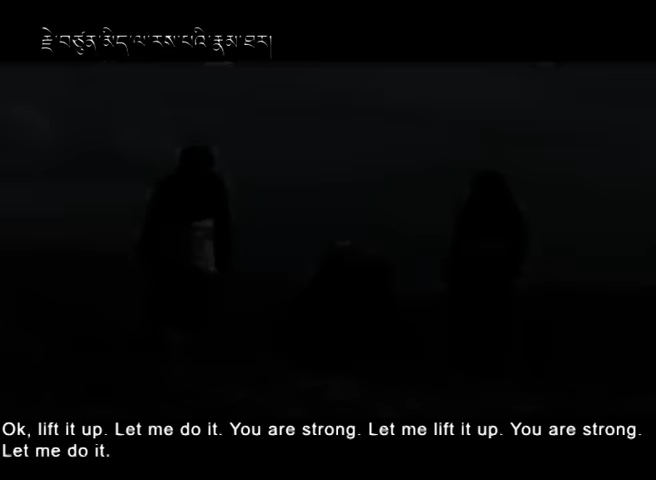 རྗེ་བཙུན་མིད་ལ་རས་པའི་རྣམ་ཐར།
Ok, lift it up. Let me do it. You are strong. Let me lift it up. You are strong.
Let me do it.